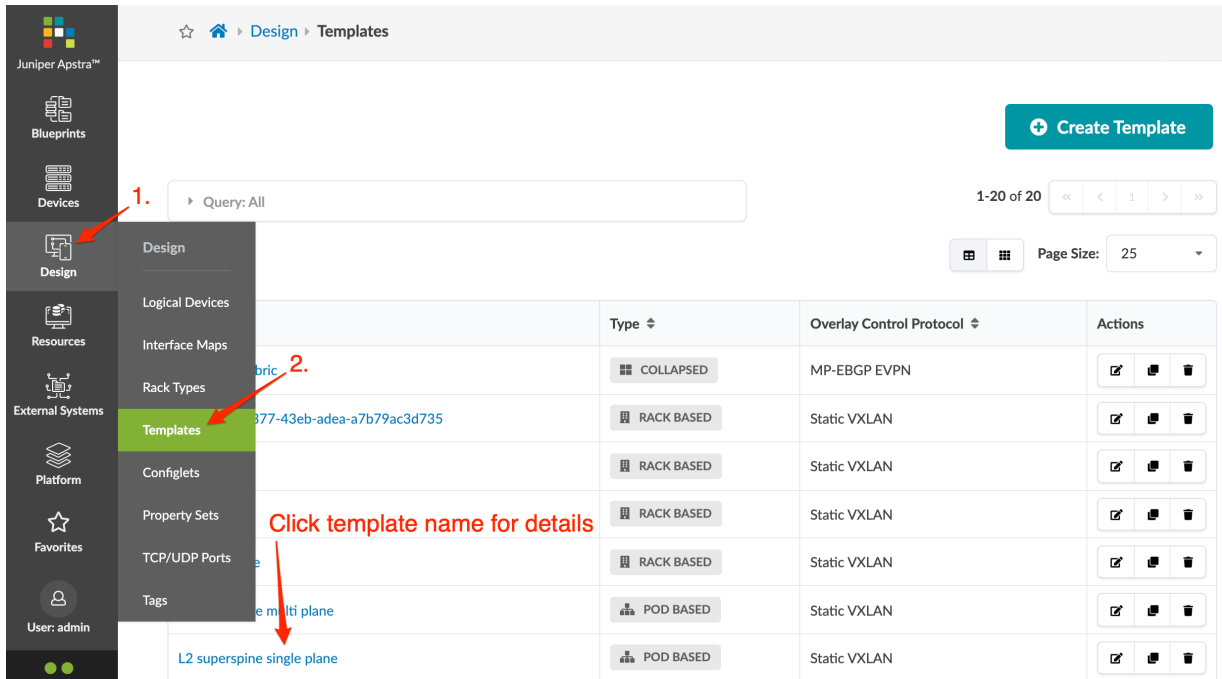 Juniper Apstra™
Blueprints
Devices
Design
Resources
External Systems
Platform
Favorites
User: admin
Design
Logical Devices
Interface Maps
Rack Types
Templates
Configlets
Property Sets
TCP/UDP Ports
Tags
1.
2.
Click template name for details
Design Templates
Create Template
Query: All
1-20 of 20 « < 1 > »
Page Size: 25
Type Overlay Control Protocol Actions
bric COLLAPSED MP-EBGP EVPN
377-43eb-adea-a7b79ac3d735 RACK BASED Static VXLAN
RACK BASED Static VXLAN
RACK BASED Static VXLAN
e RACK BASED Static VXLAN
e multi plane POD BASED Static VXLAN
L2 superspine single plane POD BASED Static VXLAN